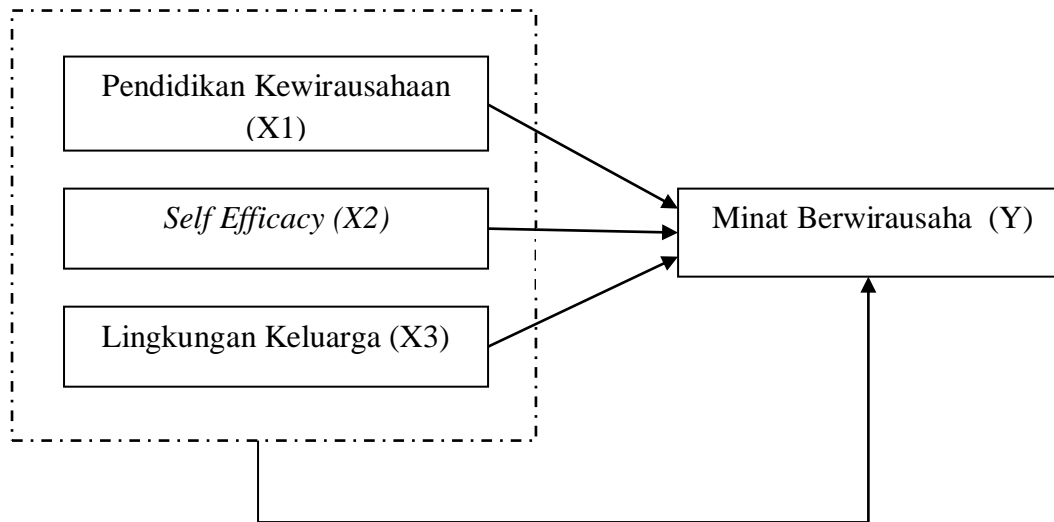 Pendidikan Kewirausahaan
(X1)
Self Efficacy (X2)
Minat Berwirausaha (Y)
Lingkungan Keluarga (X3)